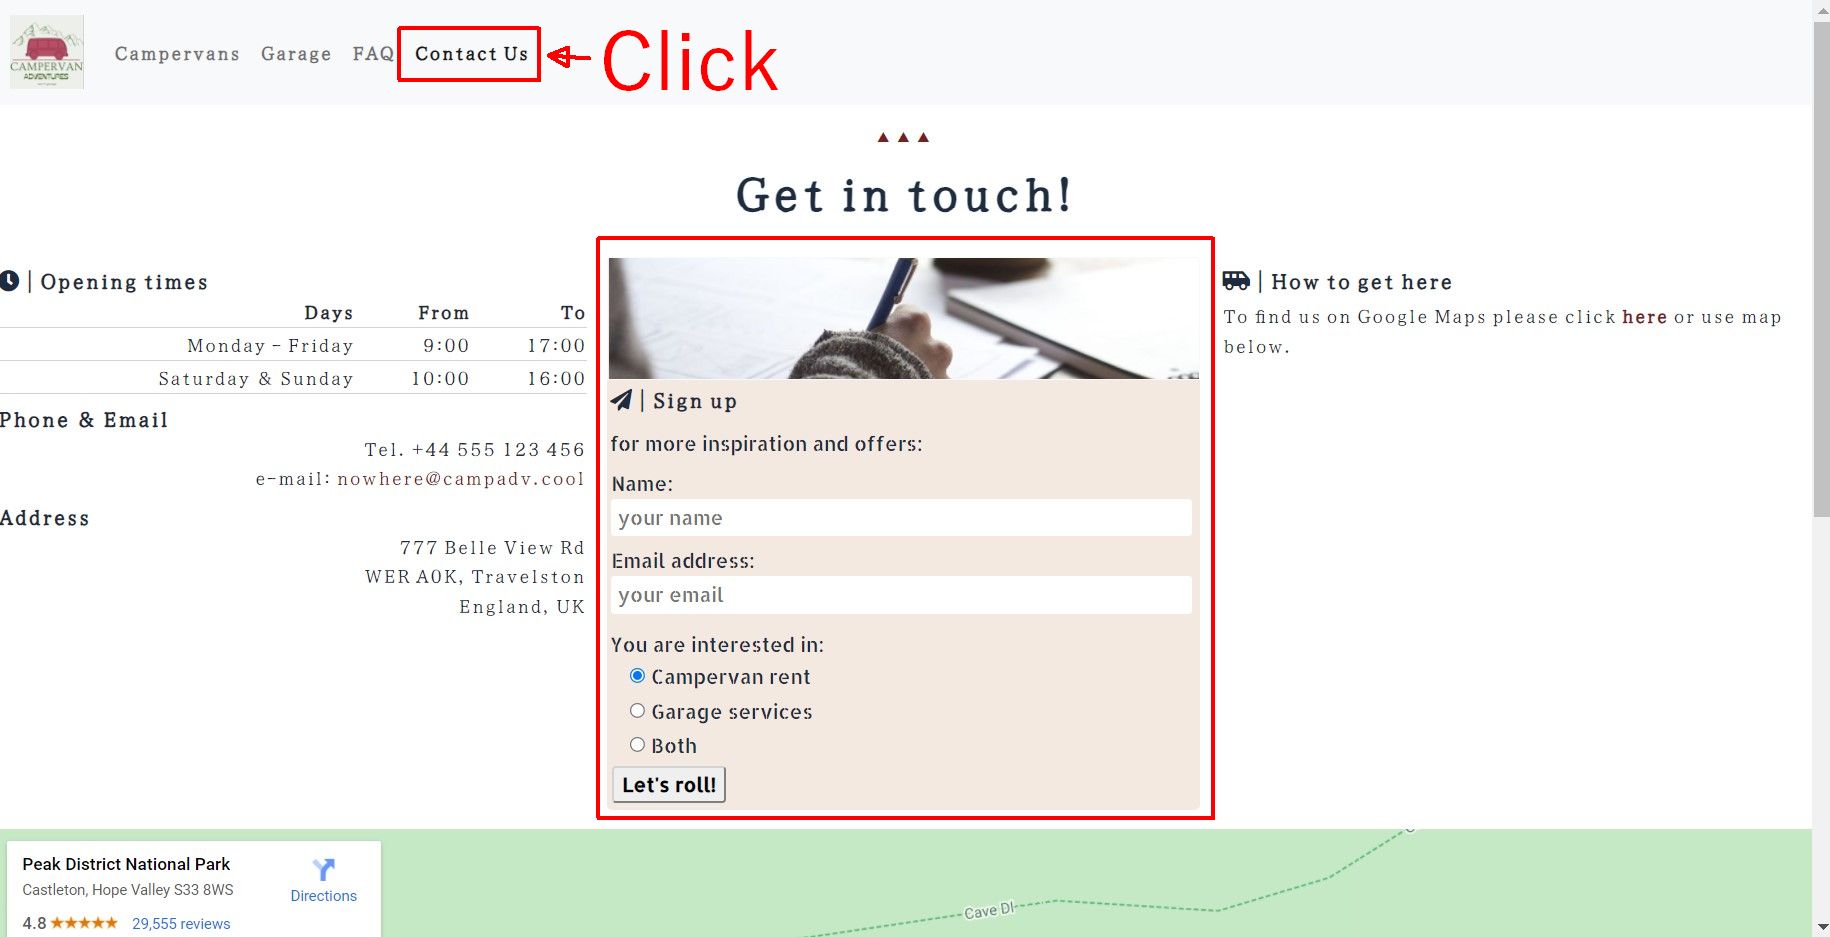 CAMPERVAN
ADVENTURES
Campervans Garage FAQ Contact Us
Click
Get in touch!
| Opening times
Days From To
Monday – Friday 9:00 17:00
Saturday & Sunday 10:00 16:00
Phone & Email
Tel. +44 555 123 456
e-mail: nowhere@campadv.cool
Address
777 Belle View Rd
WER A0K, Travelston
England, UK
| Sign up
for more inspiration and offers:
Name:
your name
Email address:
your email
You are interested in:
Campervan rent
Garage services
Both
Let's roll!
| How to get here
To find us on Google Maps please click here or use map
below.
Peak District National Park
Castleton, Hope Valley S33 8WS
Directions
4.8 ★★★★★ 29,555 reviews
Cave Dl